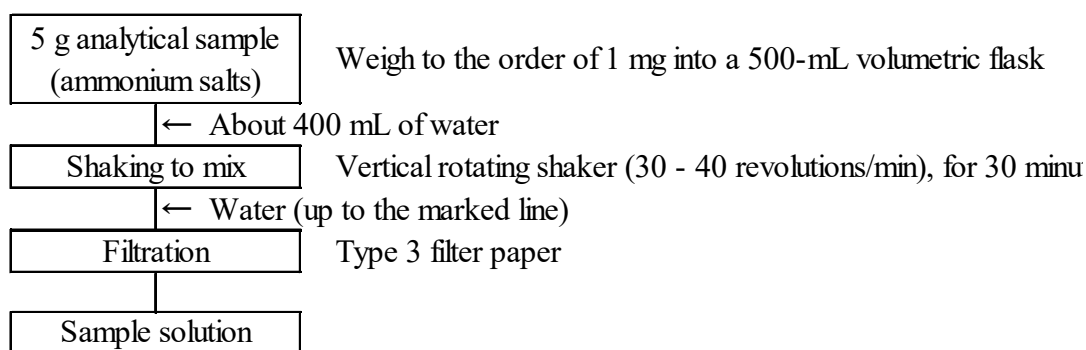 5 g analytical sample
(ammonium salts)
Weigh to the order of 1 mg into a 500-mL volumetric flask
← About 400 mL of water
Shaking to mix
Vertical rotating shaker (30 - 40 revolutions/min), for 30 minu
← Water (up to the marked line)
Filtration
Type 3 filter paper
Sample solution